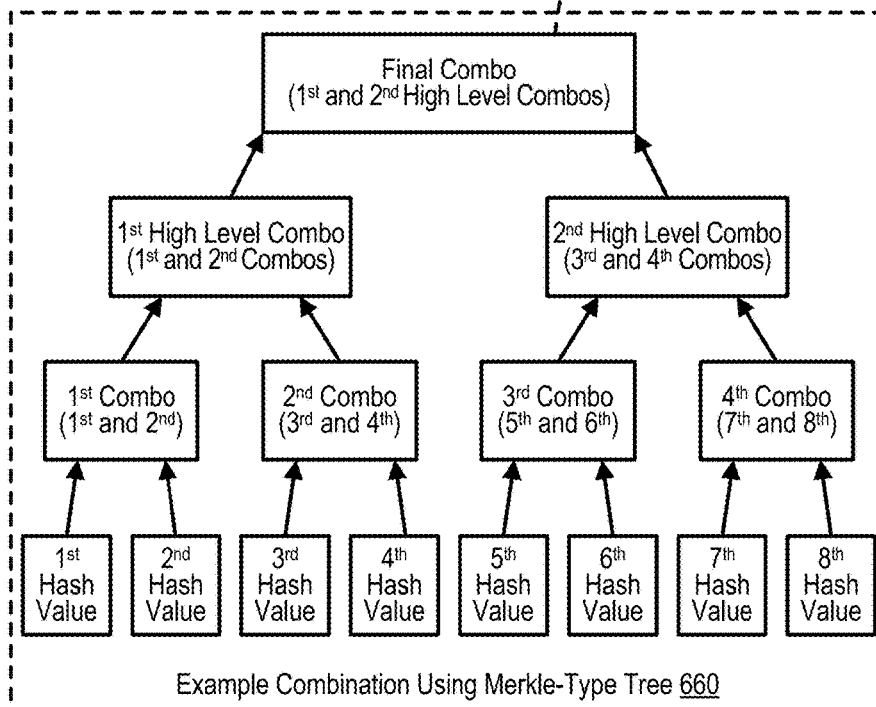 Final Combo
(1st and 2nd High Level Combos)
1st High Level Combo
(1st and 2nd Combos)
2nd High Level Combo
(3rd and 4th Combos)
1st Combo
(1st and 2nd)
2nd Combo
(3rd and 4th)
3rd Combo
(5th and 6th)
4th Combo
(7th and 8th)
1st
Hash
Value
2nd
Hash
Value
3rd
Hash
Value
4th
Hash
Value
5th
Hash
Value
6th
Hash
Value
7th
Hash
Value
8th
Hash
Value
Example Combination Using Merkle-Type Tree 660